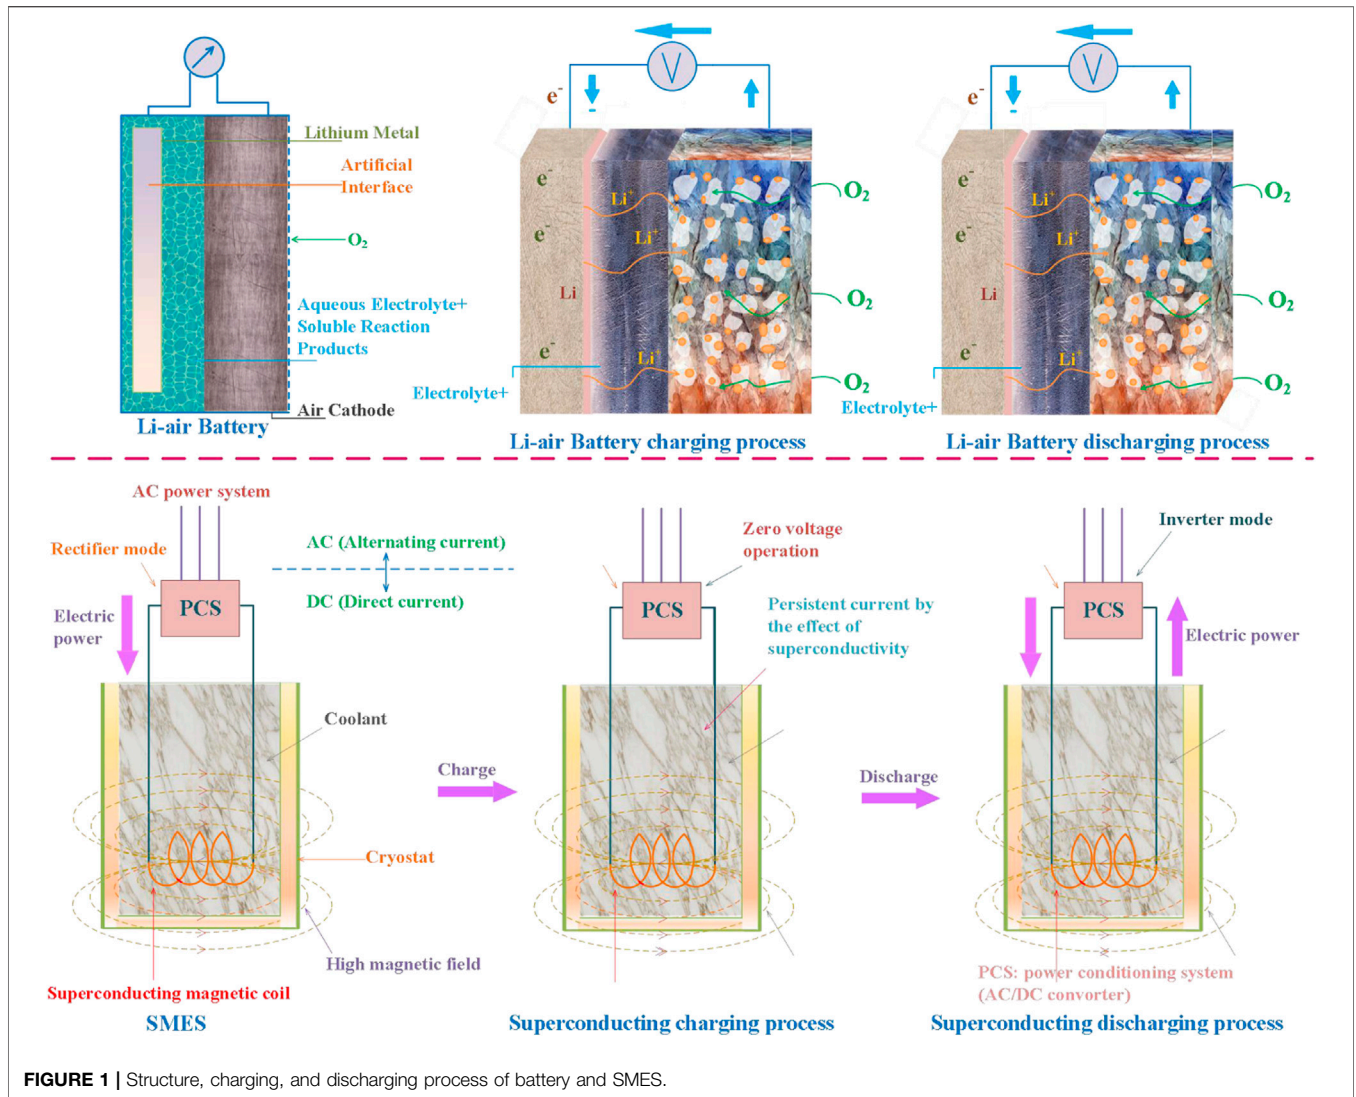 Lithium Metal
Artificial
Interface
O₂
Aqueous Electrolyte+
Soluble Reaction
Products
Air Cathode
Li-air Battery
V
e⁻
-
e⁻
e⁻
e⁻
Li⁺
Li⁺
Li⁺
Li
O₂
O₂
O₂
Electrolyte+
Li-air Battery charging process
V
e⁻
-
e⁻
e⁻
e⁻
Li⁺
Li⁺
Li⁺
Li
O₂
O₂
O₂
Electrolyte+
Li-air Battery discharging process
AC power system
Rectifier mode
AC (Alternating current)
DC (Direct current)
PCS
Electric
power
Coolant
Cryostat
High magnetic field
Superconducting magnetic coil
SMES
Charge
Zero voltage
operation
PCS
Persistent current by
the effect of
superconductivity
Superconducting charging process
Discharge
Inverter mode
PCS
Electric power
PCS: power conditioning system
(AC/DC convorter)
Superconducting discharging process
FIGURE 1 | Structure, charging, and discharging process of battery and SMES.